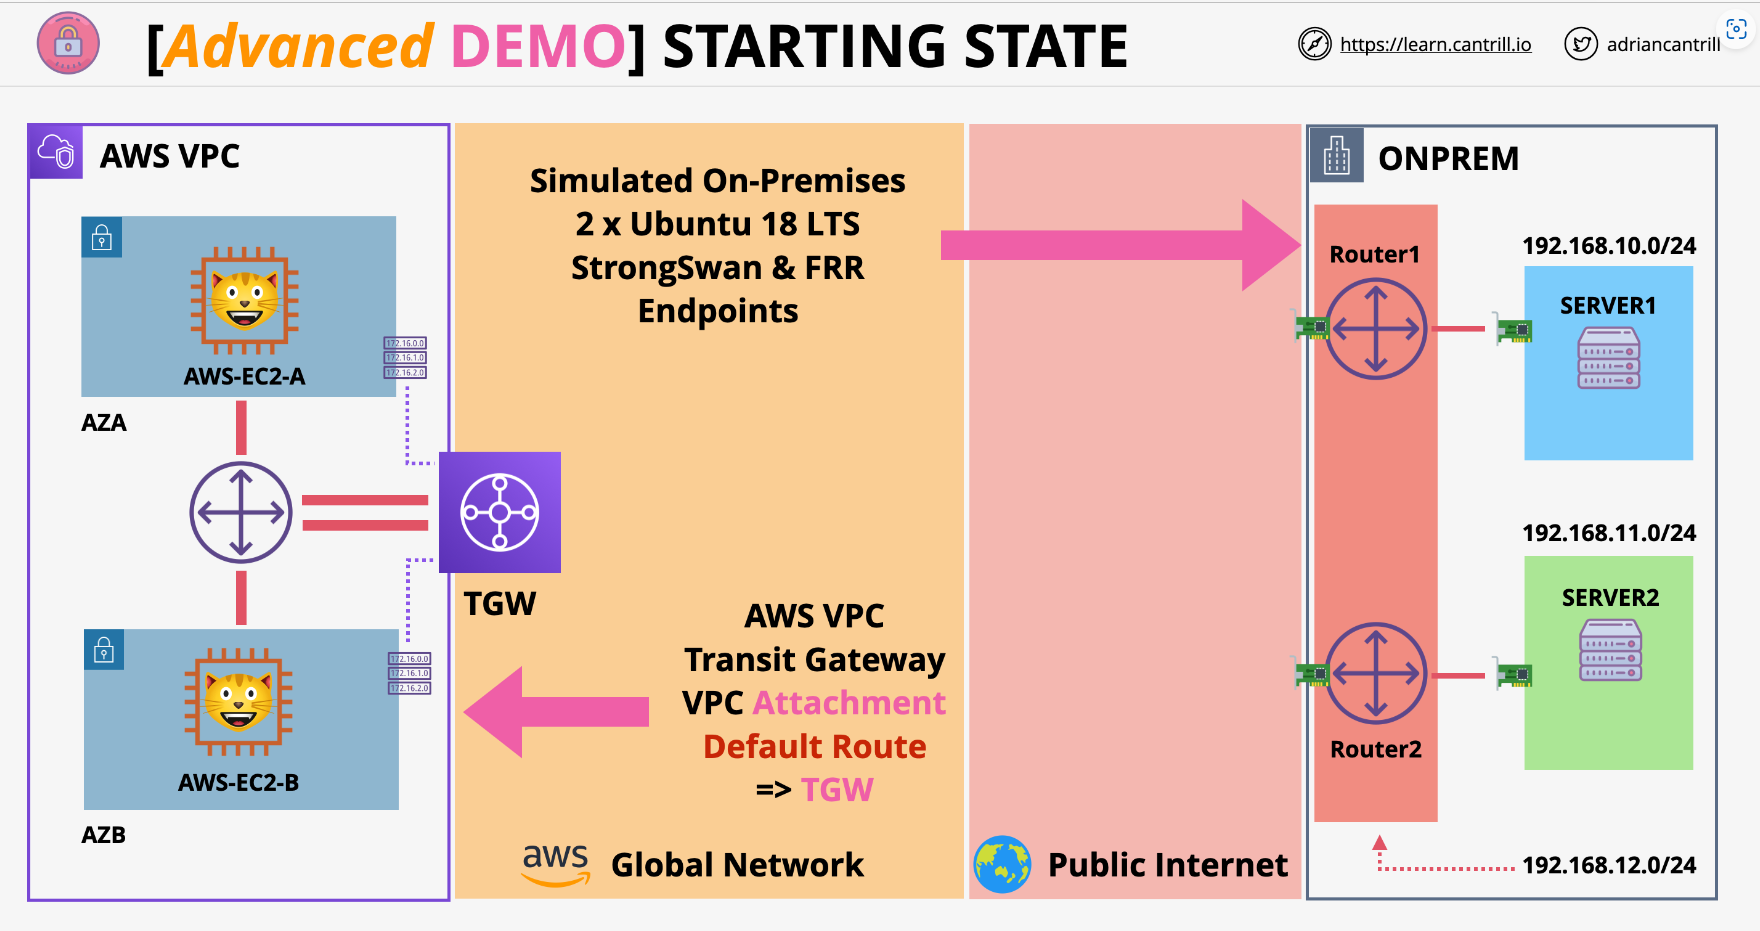 [Advanced DEMO] STARTING STATE
https://learn.cantrill.io
adriancantrill
AWS VPC
Simulated On-Premises
2 x Ubuntu 18 LTS
StrongSwan & FRR
Endpoints
ONPREM
Router1
192.168.10.0/24
SERVER1
AWS-EC2-A
172.16.0.0
172.16.1.0
172.16.2.0
AZA
TGW
192.168.11.0/24
SERVER2
AWS VPC
Transit Gateway
VPC Attachment
Default Route
=> TGW
172.16.0.0
172.16.1.0
172.16.2.0
AWS-EC2-B
AZB
Router2
aws
Global Network
Public Internet
192.168.12.0/24